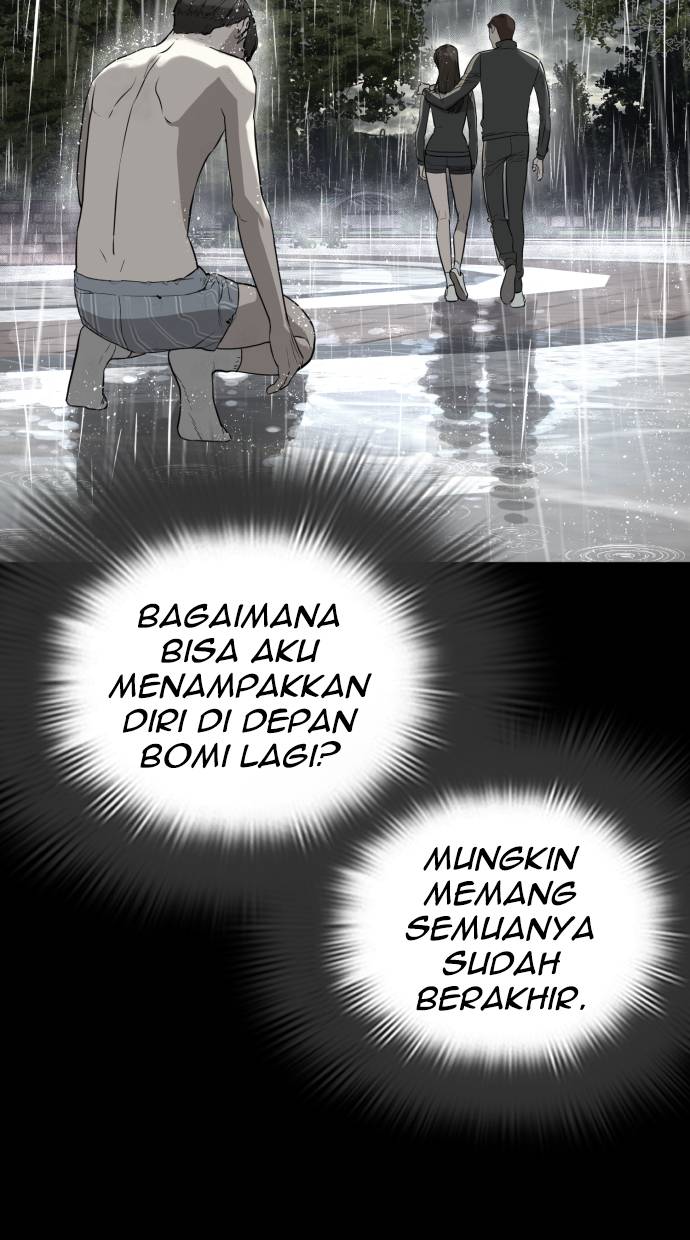 BAGAIMANA
BISA AKU
MENAMPAKKAN
DIRI DI DEPAN
BOMI LAGI?
MUNGKIN
MEMANG
SEMUANYA
SUDAH
BERAKHIR.